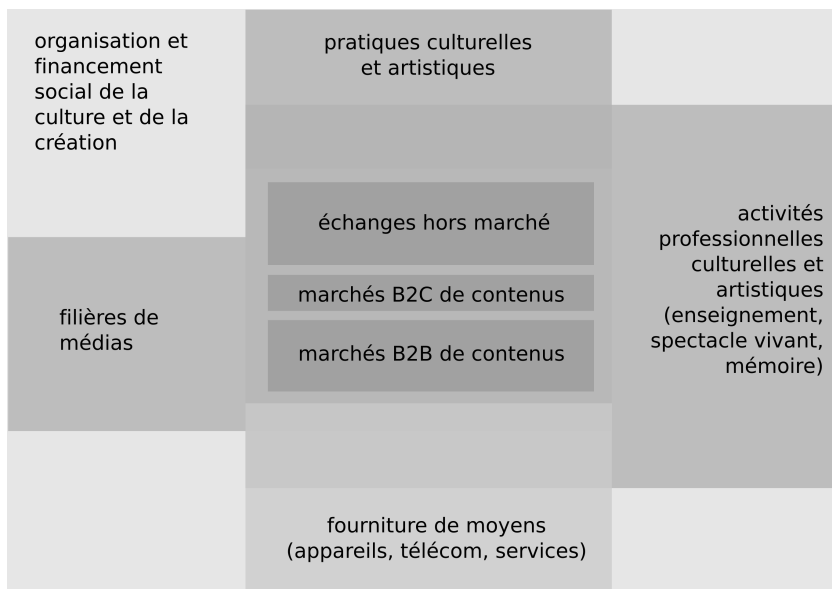 organisation et
financement
social de la
culture et de la
création
pratiques culturelles
et artistiques
échanges hors marché
marchés B2C de contenus
marchés B2B de contenus
filières de
médias
activités
professionnelles
culturelles et
artistiques
(enseignement,
spectacle vivant,
mémoire)
fourniture de moyens
(appareils, télécom, services)